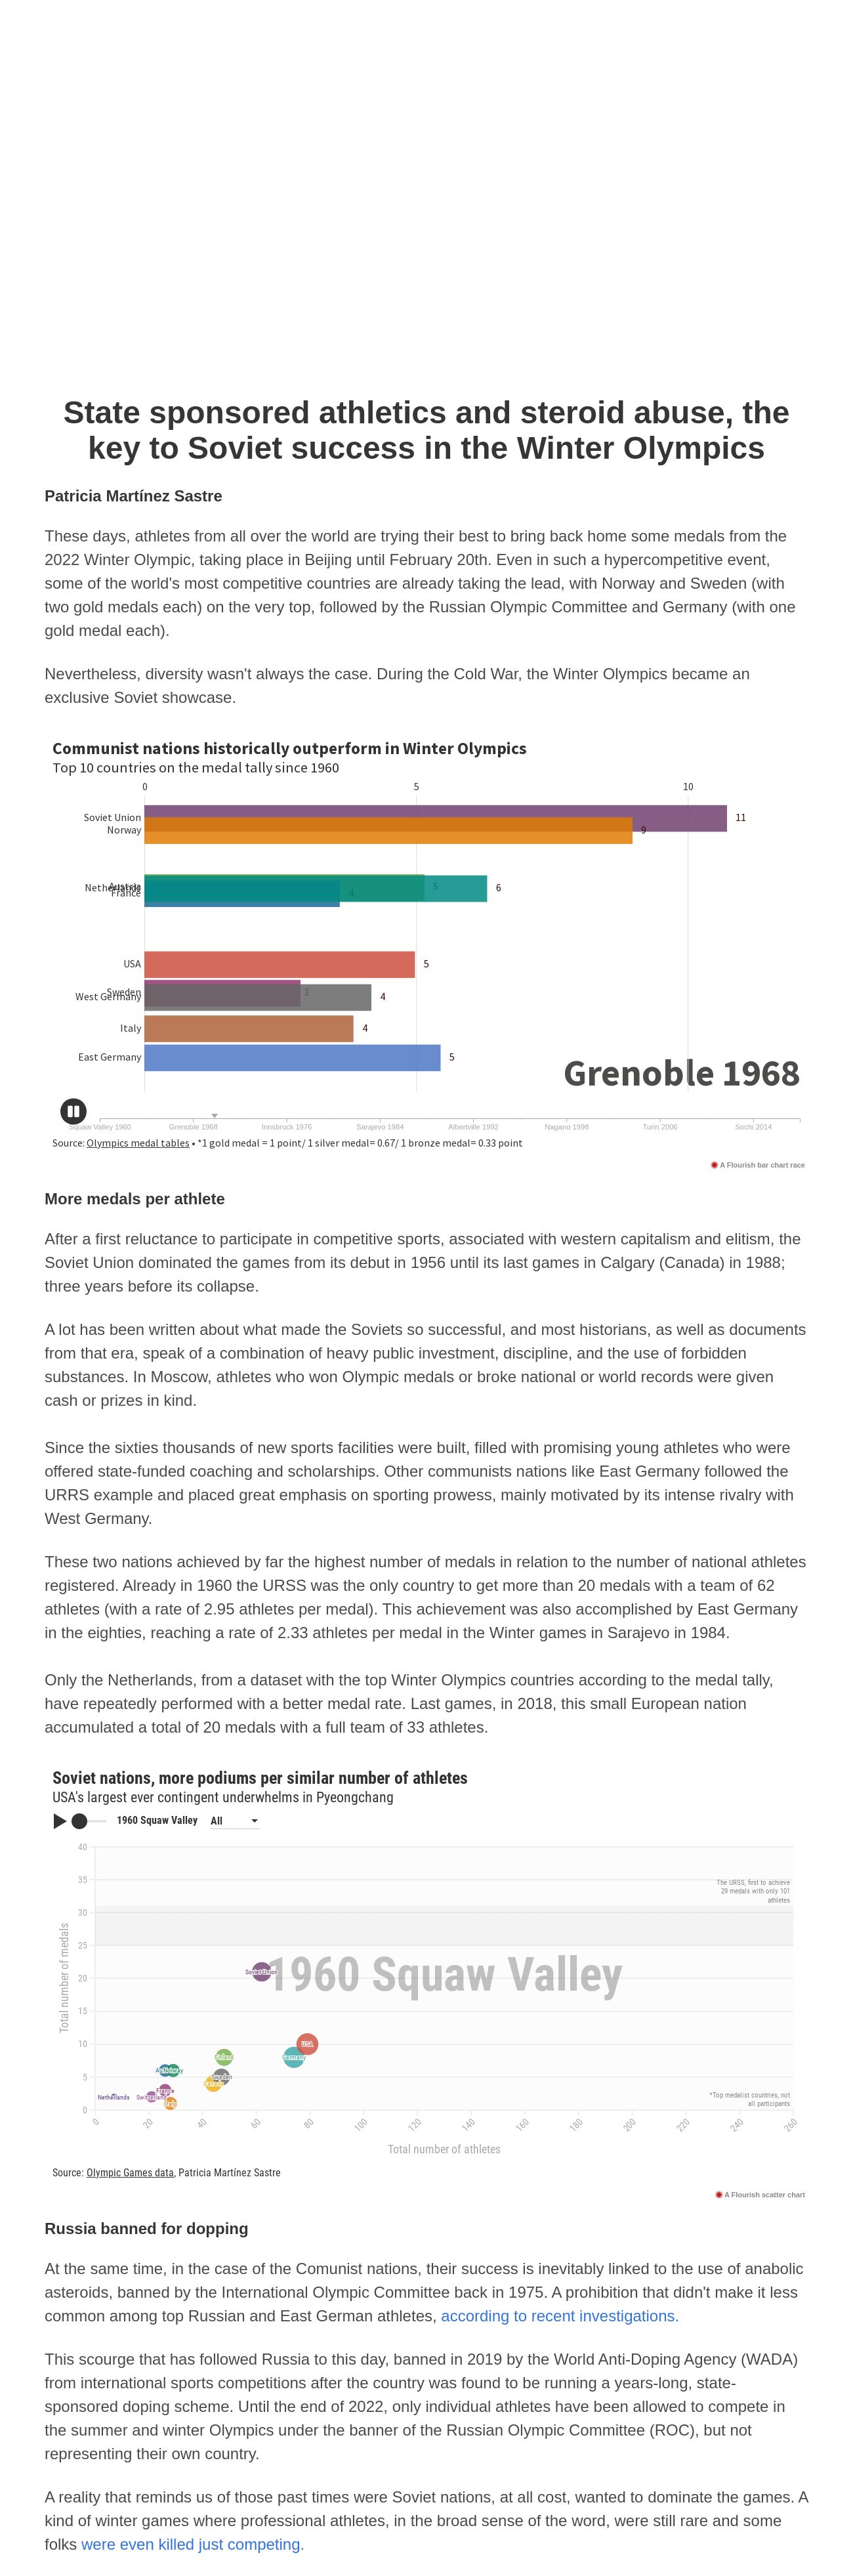 State sponsored athletics and steroid abuse, the
key to Soviet success in the Winter Olympics
Patricia Martínez Sastre
These days, athletes from all over the world are trying their best to bring back home some medals from the
2022 Winter Olympic, taking place in Beijing until February 20th. Even in such a hypercompetitive event,
some of the world's most competitive countries are already taking the lead, with Norway and Sweden (with
two gold medals each) on the very top, followed by the Russian Olympic Committee and Germany (with one
gold medal each).
Nevertheless, diversity wasn't always the case. During the Cold War, the Winter Olympics became an
exclusive Soviet showcase.
Communist nations historically outperform in Winter Olympics
Top 10 countries on the medal tally since 1960
0 5 10
Soviet Union 11
Norway 9
Austria 5
Netherlands 6
France 4
USA 5
Sweden 3
West Germany 4
Italy 4
East Germany 5
Grenoble 1968
Squaw Valley 1960 Grenoble 1968 Innsbruck 1976 Sarajevo 1984 Albertville 1992 Nagano 1998 Turin 2006 Sochi 2014
Source: Olympics medal tables • *1 gold medal = 1 point/ 1 silver medal= 0.67/ 1 bronze medal= 0.33 point
A Flourish bar chart race
More medals per athlete
After a first reluctance to participate in competitive sports, associated with western capitalism and elitism, the
Soviet Union dominated the games from its debut in 1956 until its last games in Calgary (Canada) in 1988;
three years before its collapse.
A lot has been written about what made the Soviets so successful, and most historians, as well as documents
from that era, speak of a combination of heavy public investment, discipline, and the use of forbidden
substances. In Moscow, athletes who won Olympic medals or broke national or world records were given
cash or prizes in kind.
Since the sixties thousands of new sports facilities were built, filled with promising young athletes who were
offered state-funded coaching and scholarships. Other communists nations like East Germany followed the
URRS example and placed great emphasis on sporting prowess, mainly motivated by its intense rivalry with
West Germany.
These two nations achieved by far the highest number of medals in relation to the number of national athletes
registered. Already in 1960 the URSS was the only country to get more than 20 medals with a team of 62
athletes (with a rate of 2.95 athletes per medal). This achievement was also accomplished by East Germany
in the eighties, reaching a rate of 2.33 athletes per medal in the Winter games in Sarajevo in 1984.
Only the Netherlands, from a dataset with the top Winter Olympics countries according to the medal tally,
have repeatedly performed with a better medal rate. Last games, in 2018, this small European nation
accumulated a total of 20 medals with a full team of 33 athletes.
Soviet nations, more podiums per similar number of athletes
USA's largest ever contingent underwhelms in Pyeongchang
1960 Squaw Valley All
40
35
The URSS, first to achieve
29 medals with only 101
athletes
30
25
1960 Squaw Valley
Soviet Union
20
15
Total number of medals
10
USA
Finland
Germany
Norway
Sweden
5
France
Netherlands
Switzerland
Italy
*Top medalist countries, not
all participants
0
0 20 40 60 80 100 120 140 160 180 200 220 240 260
Total number of athletes
Source: Olympic Games data, Patricia Martínez Sastre
A Flourish scatter chart
Russia banned for dopping
At the same time, in the case of the Comunist nations, their success is inevitably linked to the use of anabolic
asteroids, banned by the International Olympic Committee back in 1975. A prohibition that didn't make it less
common among top Russian and East German athletes, according to recent investigations.
This scourge that has followed Russia to this day, banned in 2019 by the World Anti-Doping Agency (WADA)
from international sports competitions after the country was found to be running a years-long, state-
sponsored doping scheme. Until the end of 2022, only individual athletes have been allowed to compete in
the summer and winter Olympics under the banner of the Russian Olympic Committee (ROC), but not
representing their own country.
A reality that reminds us of those past times were Soviet nations, at all cost, wanted to dominate the games. A
kind of winter games where professional athletes, in the broad sense of the word, were still rare and some
folks were even killed just competing.